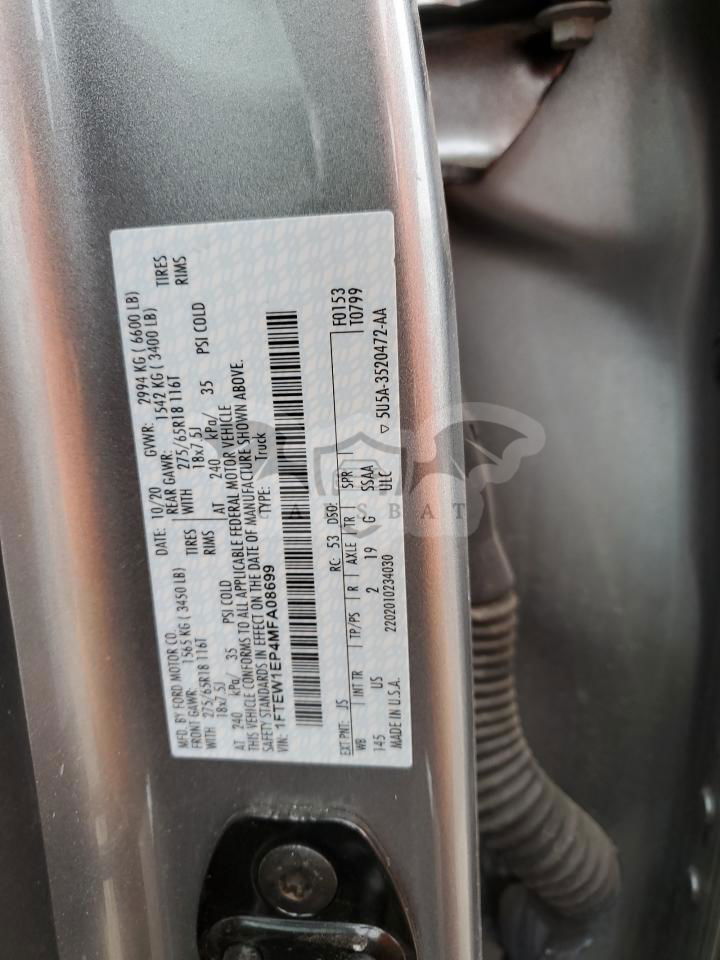 MFD. BY FORD MOTOR CO. DATE: 10/20 GVWR: 2994 KG ( 6600 LB)
FRONT GAWR: 1565 KG ( 3450 LB) REAR GAWR: 1542 KG ( 3400 LB)
WITH 275/65R18 116T TIRES WITH 275/65R18 116T TIRES
18x7.5J RIMS 18x7.5J RIMS
AT 240 kPa/ 35 PSI COLD AT 240 kPa/ 35 PSI COLD
THIS VEHICLE CONFORMS TO ALL APPLICABLE FEDERAL MOTOR VEHICLE
SAFETY STANDARDS IN EFFECT ON THE DATE OF MANUFACTURE SHOWN ABOVE.
VIN: 1FTEW1EP4MFA08699 TYPE: Truck
EXT PNT: JS RC: 53 DSO: F0153
WB INT TR TP/PS R AXLE TR SPR T0799
145 US 2 19 G SSAA
MADE IN U.S.A. 2202010234030 ULC ▽ 5U5A-3520472-AA